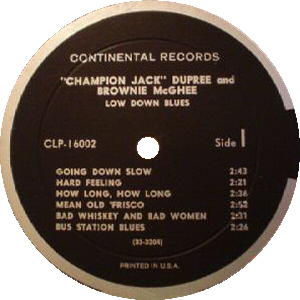 CONTINENTAL RECORDS
"CHAMPION JACK" DUPREE and
BROWNIE McGHEE
LOW DOWN BLUES
CLP-16002 Side 1
GOING DOWN SLOW 2:43
HARD FEELING 2:21
HOW LONG, HOW LONG 2:36
MEAN OLD 'FRISCO 2:52
BAD WHISKEY AND BAD WOMEN 2:31
BUS STATION BLUES 2:26
(33-3206)
PRINTED IN U.S.A.